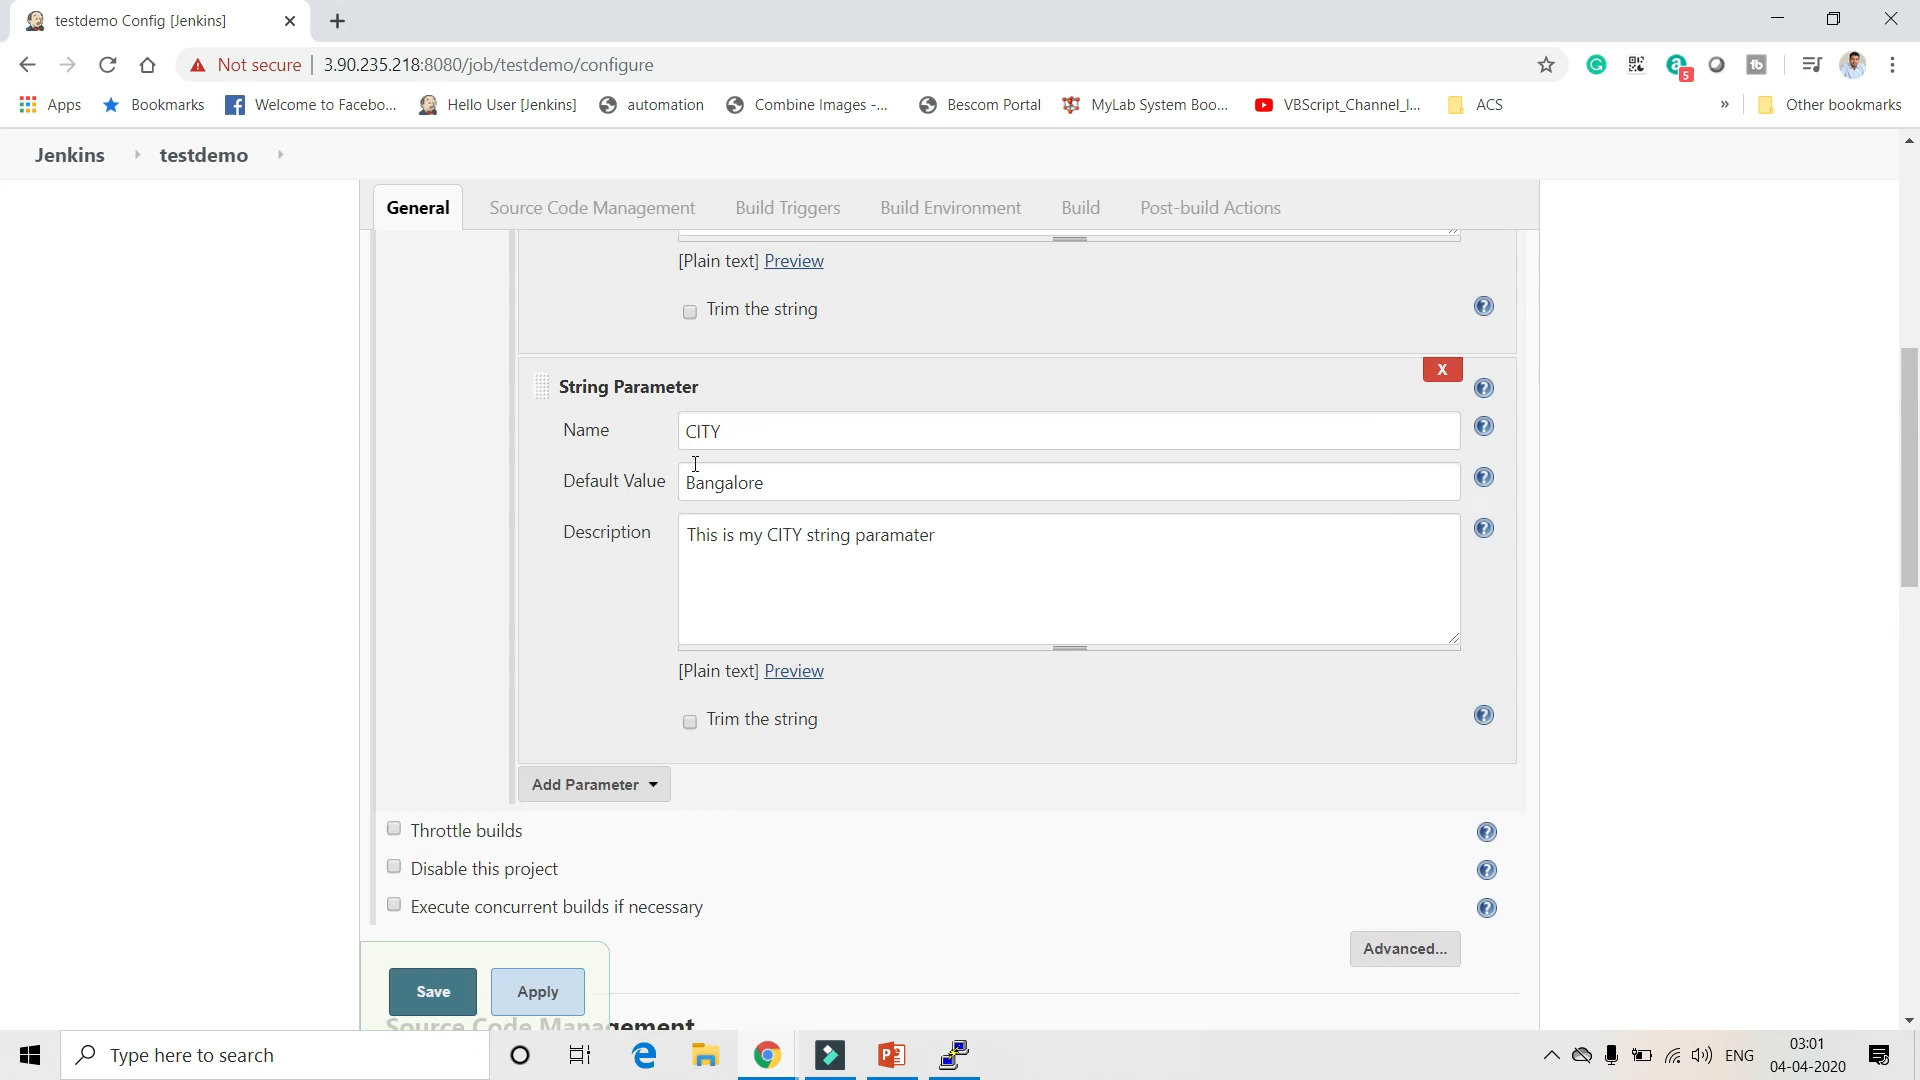 testdemo Config [Jenkins]
Not secure
3.90.235.218:8080/job/testdemo/configure
5
Apps
Bookmarks
Welcome to Facebo...
Hello User [Jenkins]
automation
Combine Images -...
Bescom Portal
MyLab System Boo...
VBScript_Channel_I...
ACS
»
Other bookmarks
Jenkins
testdemo
General
Source Code Management
Build Triggers
Build Environment
Build
Post-build Actions
[Plain text] Preview
Trim the string
X
String Parameter
Name
CITY
Default Value
Bangalore
Description
This is my CITY string paramater
[Plain text] Preview
Trim the string
Add Parameter
Throttle builds
Disable this project
Execute concurrent builds if necessary
Advanced...
Save
Apply
Source Code Management
Type here to search
ENG
03:01
04-04-2020